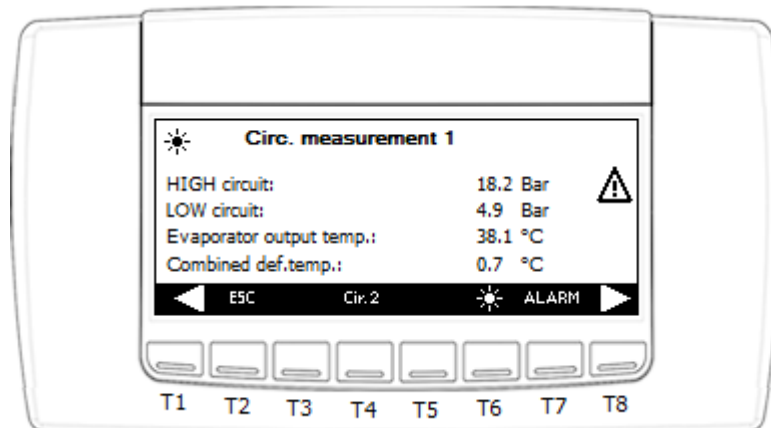 Circ. measurement 1
HIGH circuit: 18.2 Bar
LOW circuit: 4.9 Bar
Evaporator output temp.: 38.1 °C
Combined def.temp.: 0.7 °C
ESC Cir.2 ALARM
T1 T2 T3 T4 T5 T6 T7 T8